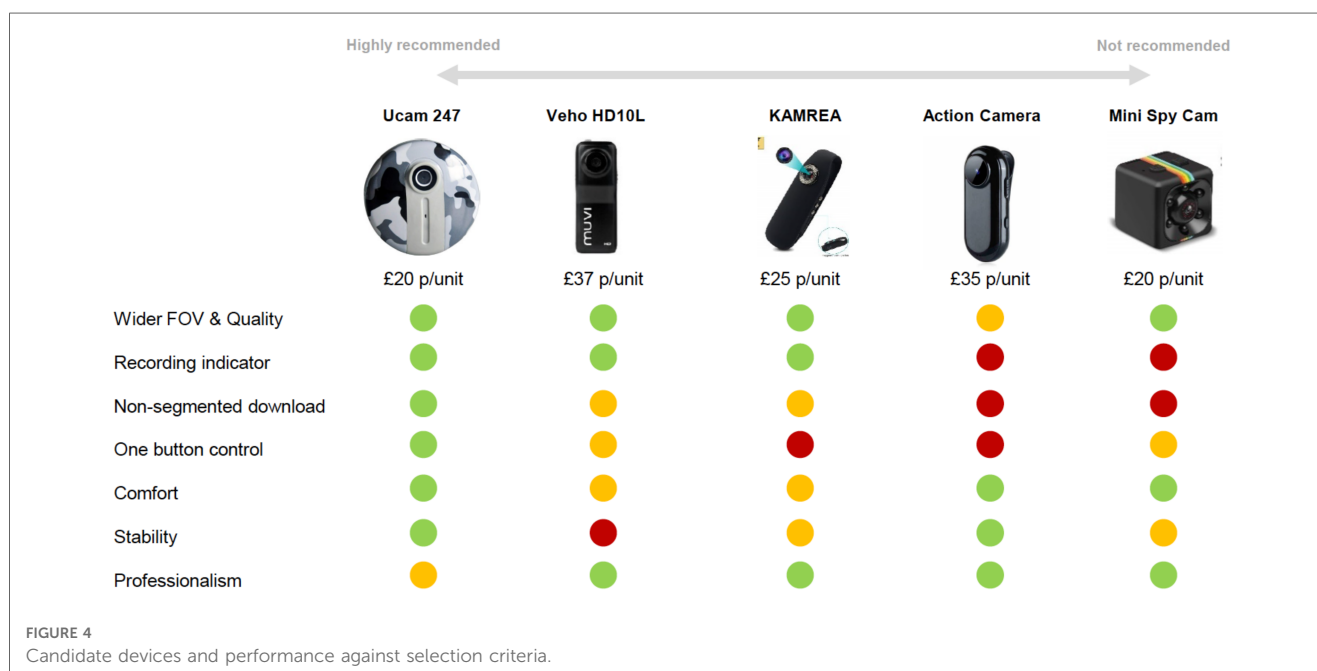 Highly recommended Not recommended
Ucam 247 Veho HD10L KAMREA Action Camera Mini Spy Cam
muvi
£20 p/unit £37 p/unit £25 p/unit £35 p/unit £20 p/unit
Wider FOV & Quality
Recording indicator
Non-segmented download
One button control
Comfort
Stability
Professionalism
FIGURE 4
Candidate devices and performance against selection criteria.